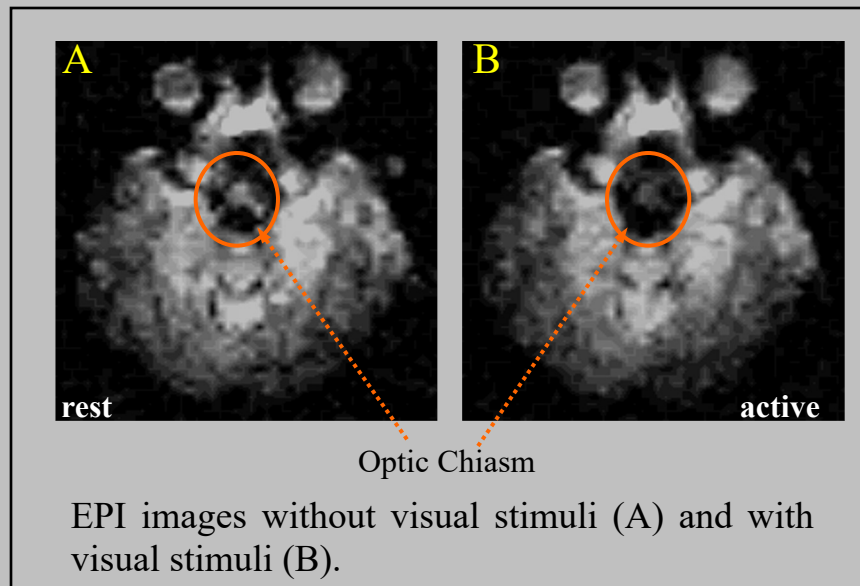 A
B
rest
active
Optic Chiasm
EPI images without visual stimuli (A) and with
visual stimuli (B).